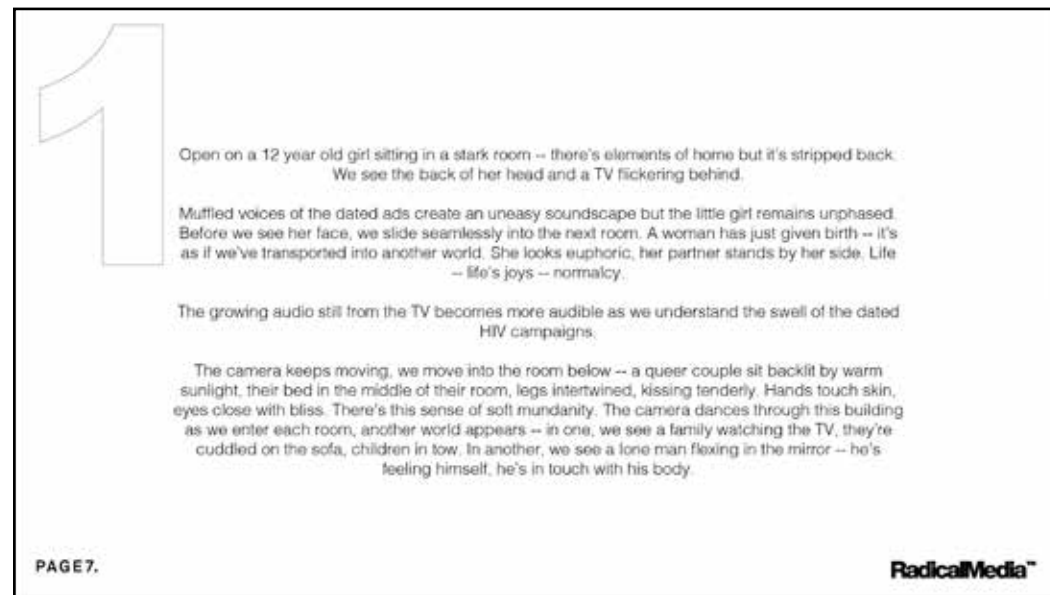 1
Open on a 12 year old girl sitting in a stark room -- there's elements of home but it's stripped back.
We see the back of her head and a TV flickering behind.
Muffled voices of the dated ads create an uneasy soundscape but the little girl remains unphased.
Before we see her face, we slide seamlessly into the next room. A woman has just given birth -- it's
as if we've transported into another world. She looks euphoric, her partner stands by her side. Life
-- life's joys -- normalcy.
The growing audio still from the TV becomes more audible as we understand the swell of the dated
HIV campaigns.
The camera keeps moving, we move into the room below -- a queer couple sit backlit by warm
sunlight, their bed in the middle of their room, legs intertwined, kissing tenderly. Hands touch skin,
eyes close with bliss. There's this sense of soft mundanity. The camera dances through this building
as we enter each room, another world appears -- in one, we see a family watching the TV, they're
cuddled on the sofa, children in tow. In another, we see a lone man flexing in the mirror -- he's
feeling himself, he's in touch with his body.
PAGE7.
RadicalMedia™